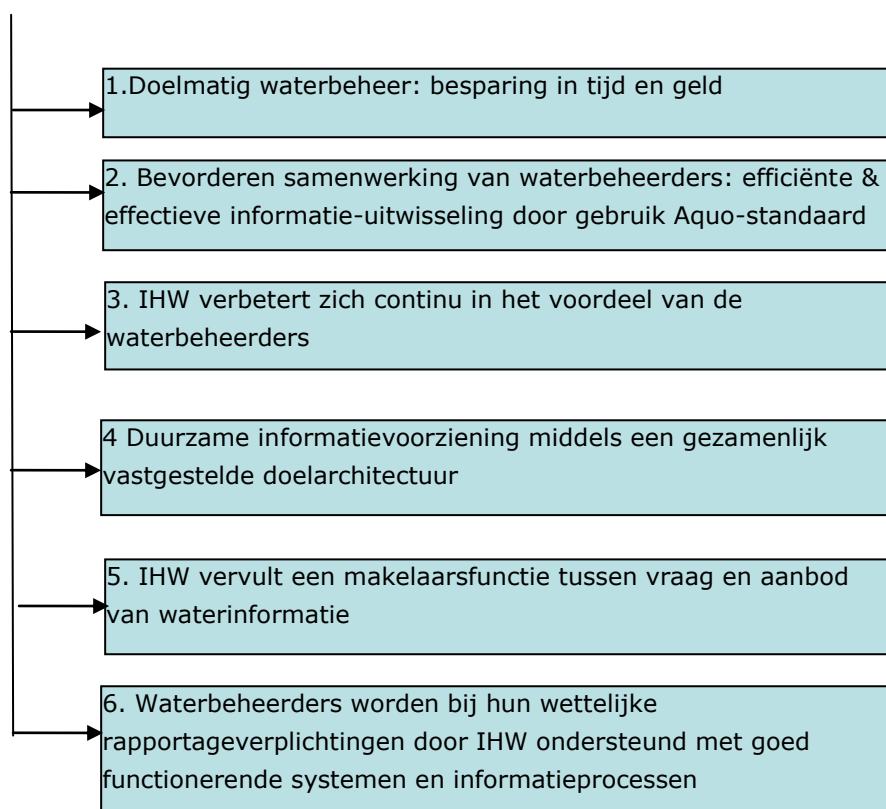 1.Doelmatig waterbeheer: besparing in tijd en geld
2. Bevorderen samenwerking van waterbeheerders: efficiënte &
effectieve informatie-uitwisseling door gebruik Aquo-standaard
3. IHW verbetert zich continu in het voordeel van de
waterbeheerders
4 Duurzame informatievoorziening middels een gezamenlijk
vastgestelde doelarchitectuur
5. IHW vervult een makelaarsfunctie tussen vraag en aanbod
van waterinformatie
6. Waterbeheerders worden bij hun wettelijke
rapportageverplichtingen door IHW ondersteund met goed
functionerende systemen en informatieprocessen